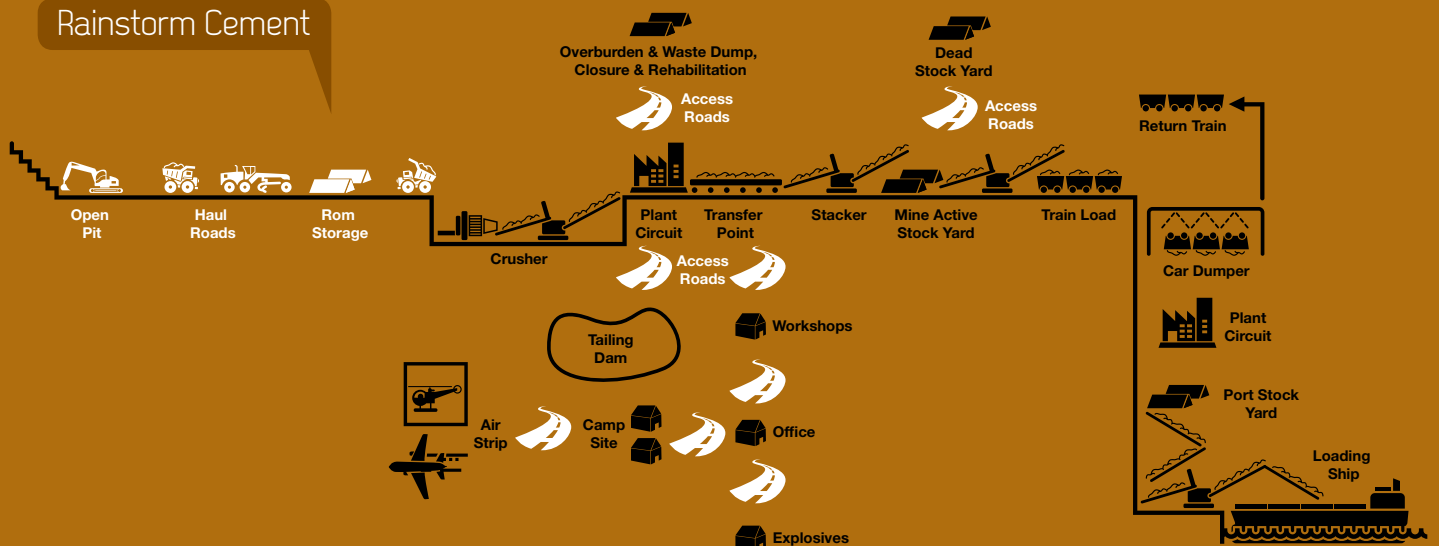 Rainstorm Cement
Overburden & Waste Dump,
Closure & Rehabilitation
Dead
Stock Yard
Access
Roads
Access
Roads
Return Train
Open
Pit
Haul
Roads
Rom
Storage
Crusher
Plant
Circuit
Transfer
Point
Stacker
Mine Active
Stock Yard
Train Load
Car Dumper
Access
Roads
Tailing
Dam
Workshops
Plant
Circuit
Air
Strip
Camp
Site
Office
Port Stock
Yard
Loading
Ship
Explosives